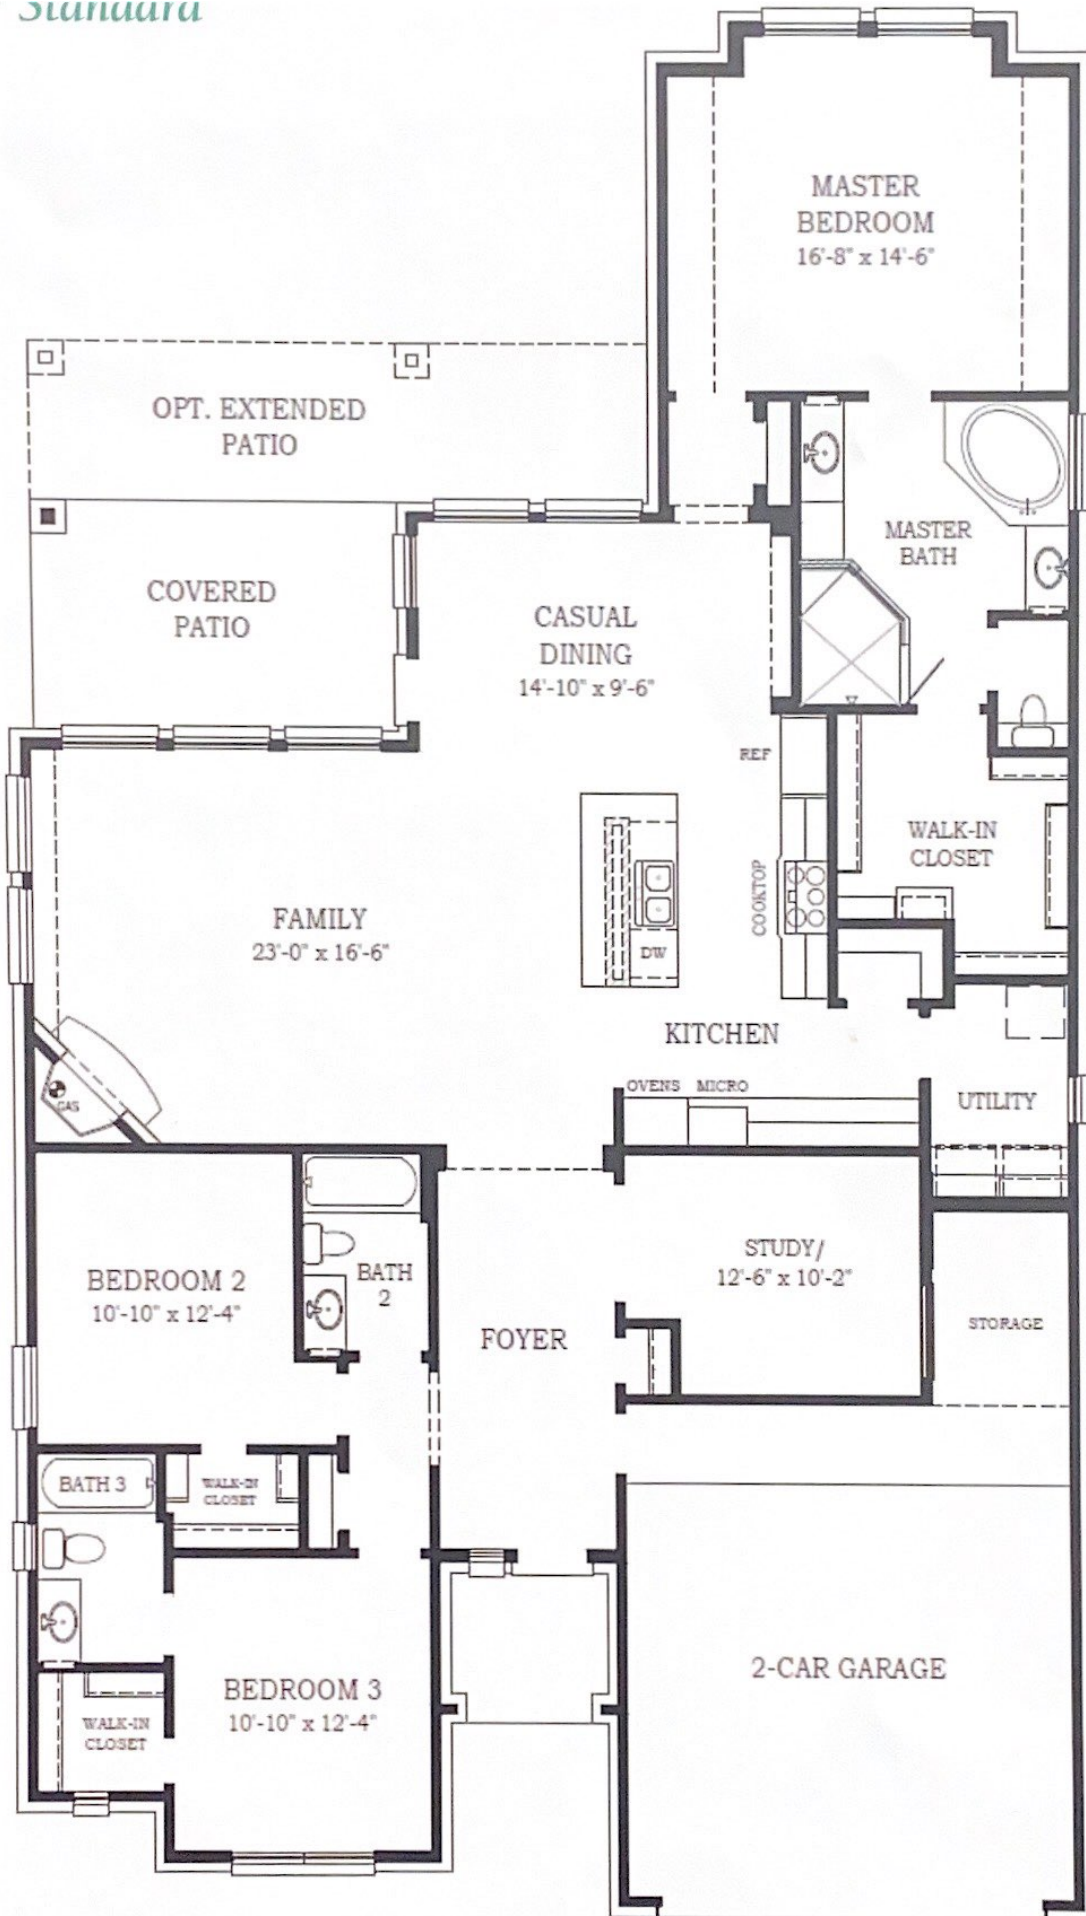 Standard
MASTER
BEDROOM
16'-8" x 14'-6"
OPT. EXTENDED
PATIO
MASTER
BATH
COVERED
PATIO
CASUAL
DINING
14'-10" x 9'-6"
REF
WALK-IN
CLOSET
COOKTOP
FAMILY
23'-0" x 16'-6"
DW
KITCHEN
OVENS MICRO
UTILITY
GAS
STUDY/
12'-6" x 10'-2"
BEDROOM 2
10'-10" x 12'-4"
BATH
2
FOYER
STORAGE
BATH 3
WALK-IN
CLOSET
2-CAR GARAGE
BEDROOM 3
10'-10" x 12'-4"
WALK-IN
CLOSET